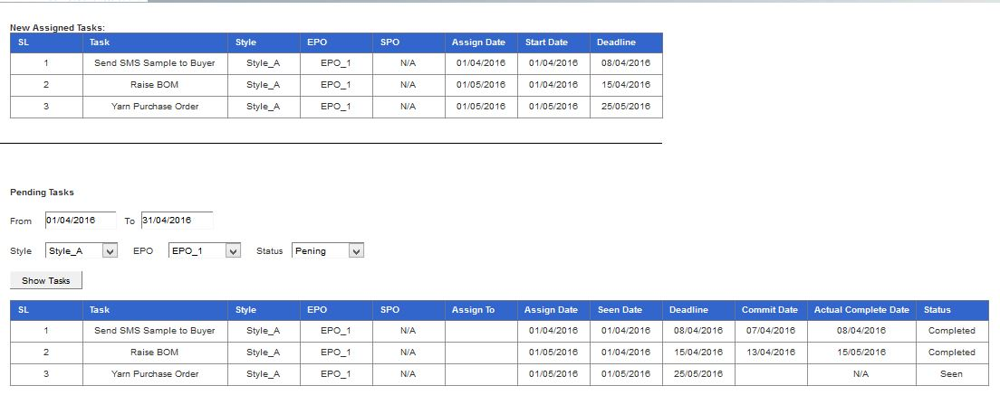 New Assigned Tasks:
SL Task Style EPO SPO Assign Date Start Date Deadline
1 Send SMS Sample to Buyer Style_A EPO_1 N/A 01/04/2016 01/04/2016 08/04/2016
2 Raise BOM Style_A EPO_1 N/A 01/05/2016 01/04/2016 15/04/2016
3 Yarn Purchase Order Style_A EPO_1 N/A 01/05/2016 01/05/2016 25/05/2016
Pending Tasks
From 01/04/2016 To 31/04/2016
Style Style_A EPO EPO_1 Status Pening
Show Tasks
SL Task Style EPO SPO Assign To Assign Date Seen Date Deadline Commit Date Actual Complete Date Status
1 Send SMS Sample to Buyer Style_A EPO_1 N/A 01/04/2016 01/04/2016 08/04/2016 07/04/2016 08/04/2016 Completed
2 Raise BOM Style_A EPO_1 N/A 01/05/2016 01/04/2016 15/04/2016 13/04/2016 15/05/2016 Completed
3 Yarn Purchase Order Style_A EPO_1 N/A 01/05/2016 01/05/2016 25/05/2016 N/A Seen